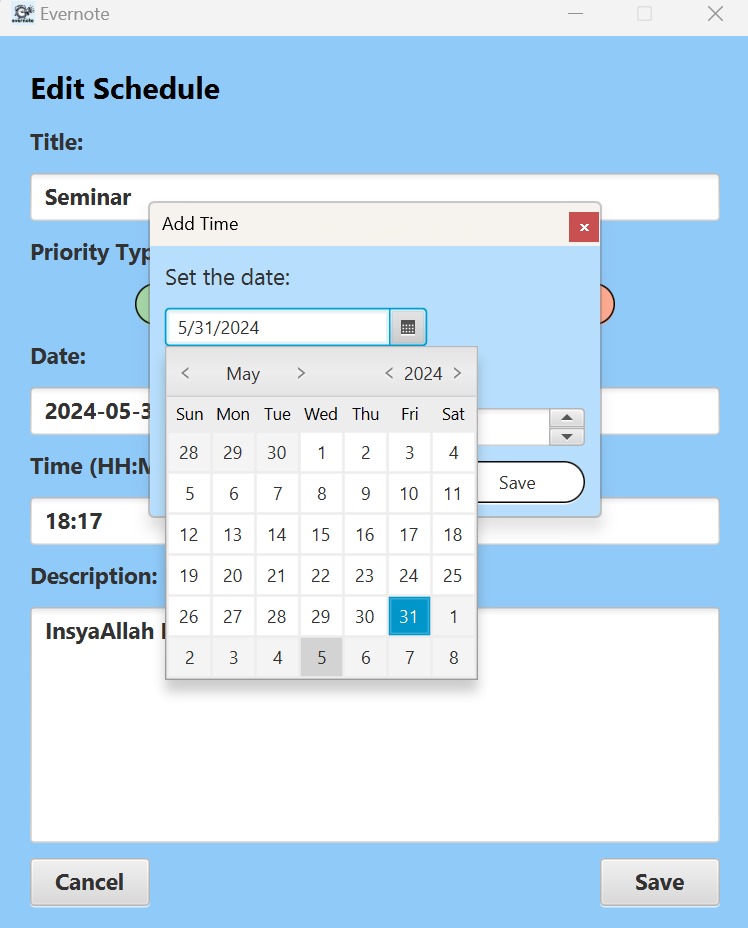 Evernote
Edit Schedule
Title:
Seminar
Add Time
Priority Typ
Set the date:
5/31/2024
Date:
May 2024
2024-05-3
Sun Mon Tue Wed Thu Fri Sat
28 29 30 1 2 3 4
Time (HH:M
Save
5 6 7 8 9 10 11
18:17
12 13 14 15 16 17 18
Description:
19 20 21 22 23 24 25
26 27 28 29 30 31 1
InsyaAllah
2 3 4 5 6 7 8
Cancel
Save